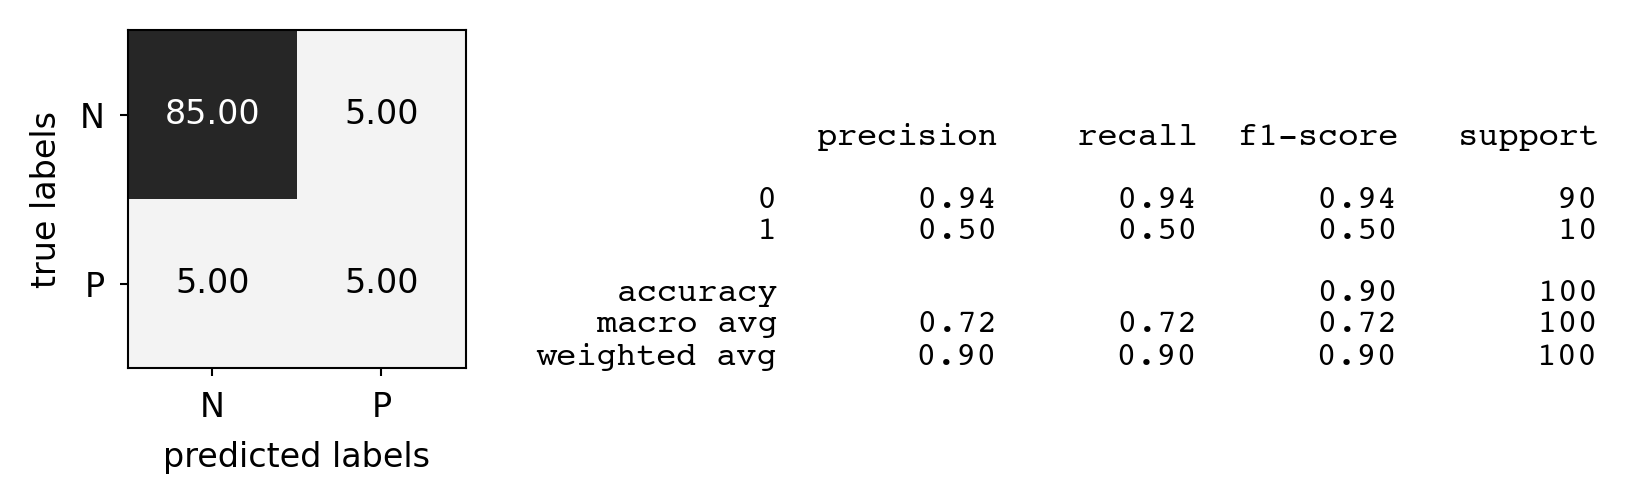 true labels
N 85.00 5.00
P 5.00 5.00
N P
predicted labels
precision recall f1-score support
0 0.94 0.94 0.94 90
1 0.50 0.50 0.50 10
accuracy 0.90 100
macro avg 0.72 0.72 0.72 100
weighted avg 0.90 0.90 0.90 100